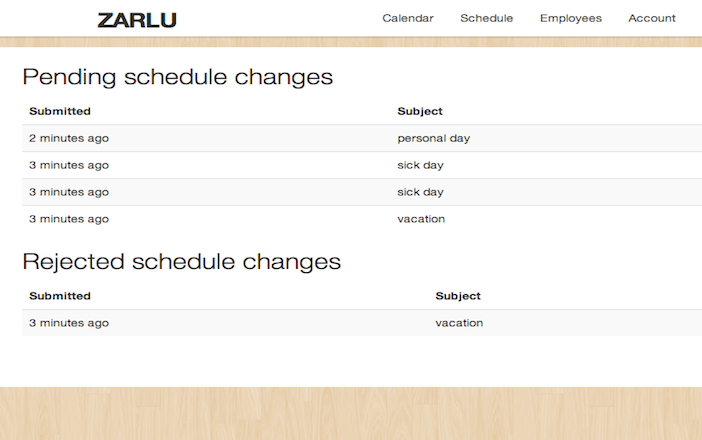 ZARLU Calendar Schedule Employees Account
Pending schedule changes
Submitted Subject
2 minutes ago personal day
3 minutes ago sick day
3 minutes ago sick day
3 minutes ago vacation
Rejected schedule changes
Submitted Subject
3 minutes ago vacation